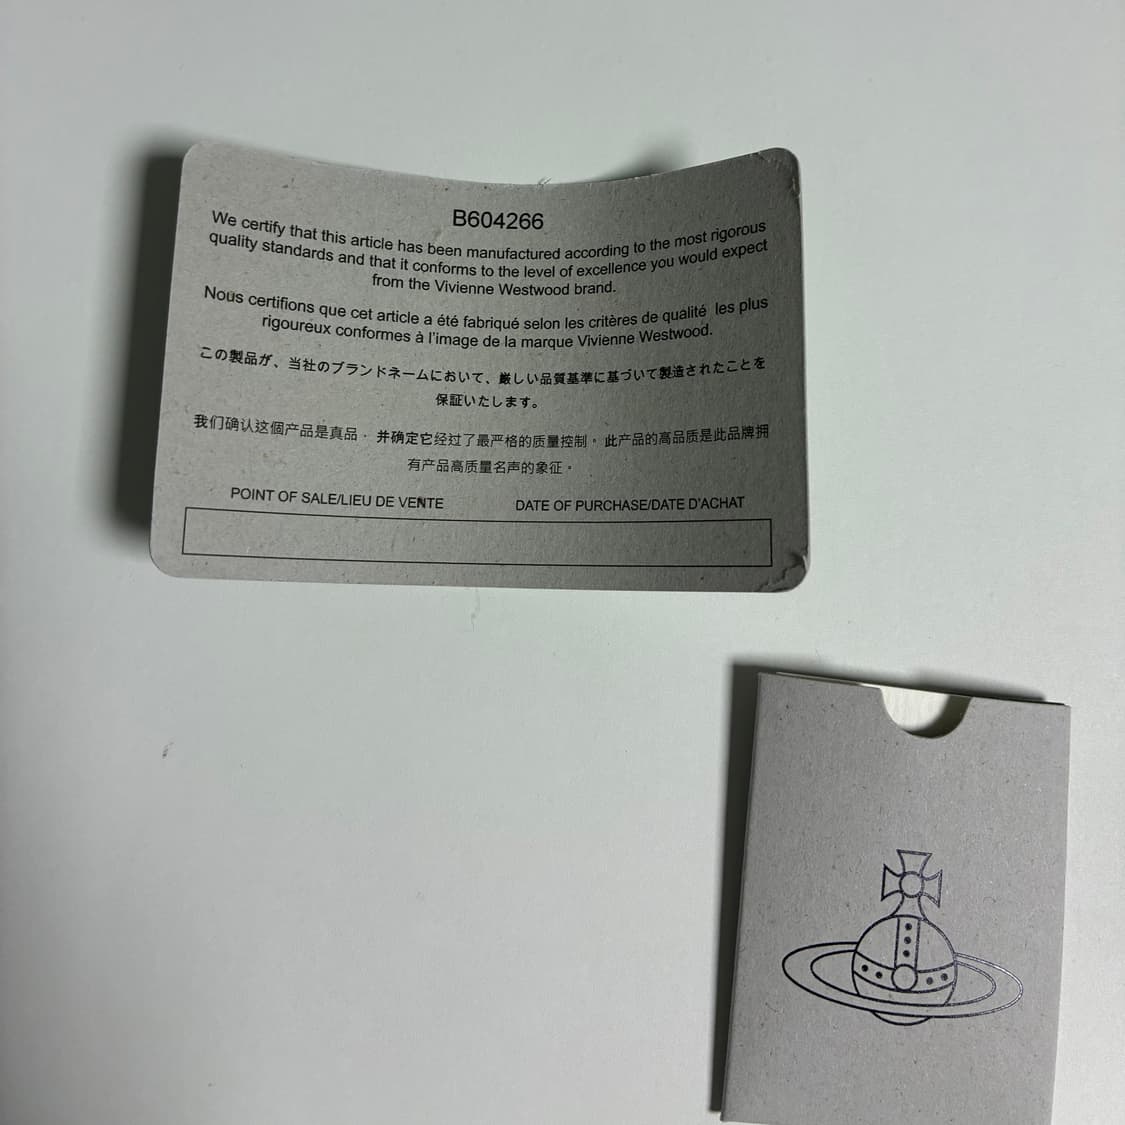 B604266
We certify that this article has been manufactured according to the most rigorous
quality standards and that it conforms to the level of excellence you would expect
from the Vivienne Westwood brand.
Nous certifions que cet article a été fabriqué selon les critères de qualité les plus
rigoureux conformes à l'image de la marque Vivienne Westwood.
この製品が、当社のブランドネームにおいて、厳しい品質基準に基づいて製造されたことを
保証いたします。
我们确认这個产品是真品。并确定它经过了最严格的质量控制。此产品的高品质是此品牌拥
有产品高质量名声的象征。
POINT OF SALE/LIEU DE VENTE DATE OF PURCHASE/DATE D'ACHAT